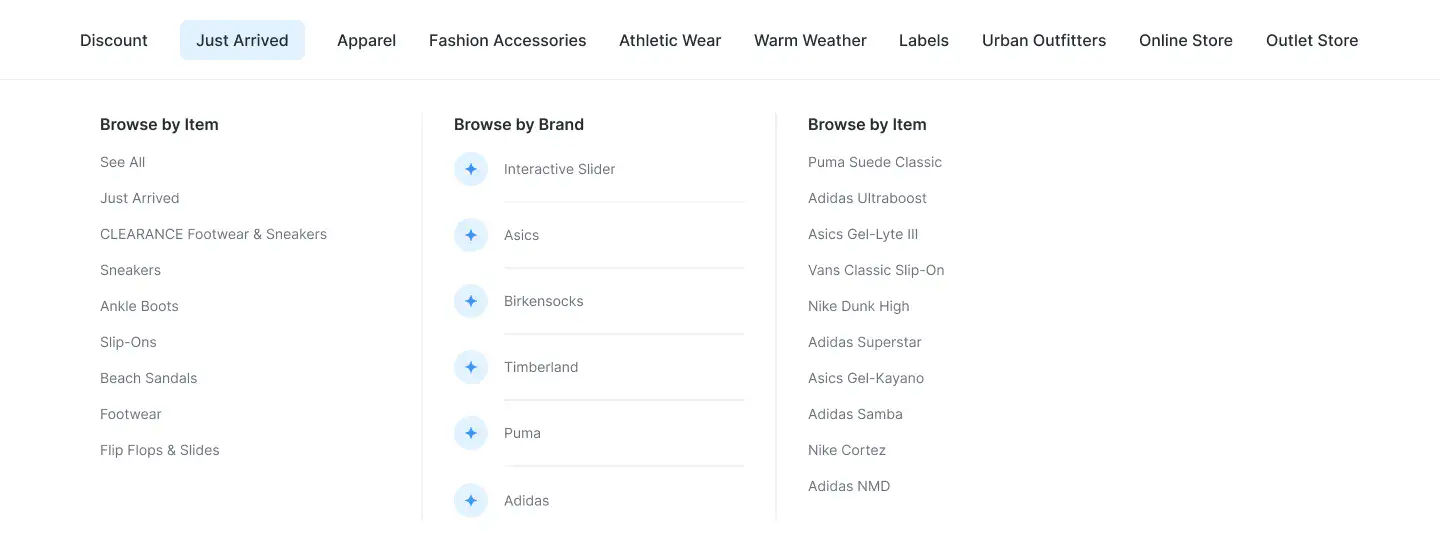 Discount Just Arrived Apparel Fashion Accessories Athletic Wear Warm Weather Labels Urban Outfitters Online Store Outlet Store
Browse by Item
See All
Just Arrived
CLEARANCE Footwear & Sneakers
Sneakers
Ankle Boots
Slip-Ons
Beach Sandals
Footwear
Flip Flops & Slides
Browse by Brand
Interactive Slider
Asics
Birkensocks
Timberland
Puma
Adidas
Browse by Item
Puma Suede Classic
Adidas Ultraboost
Asics Gel-Lyte III
Vans Classic Slip-On
Nike Dunk High
Adidas Superstar
Asics Gel-Kayano
Adidas Samba
Nike Cortez
Adidas NMD